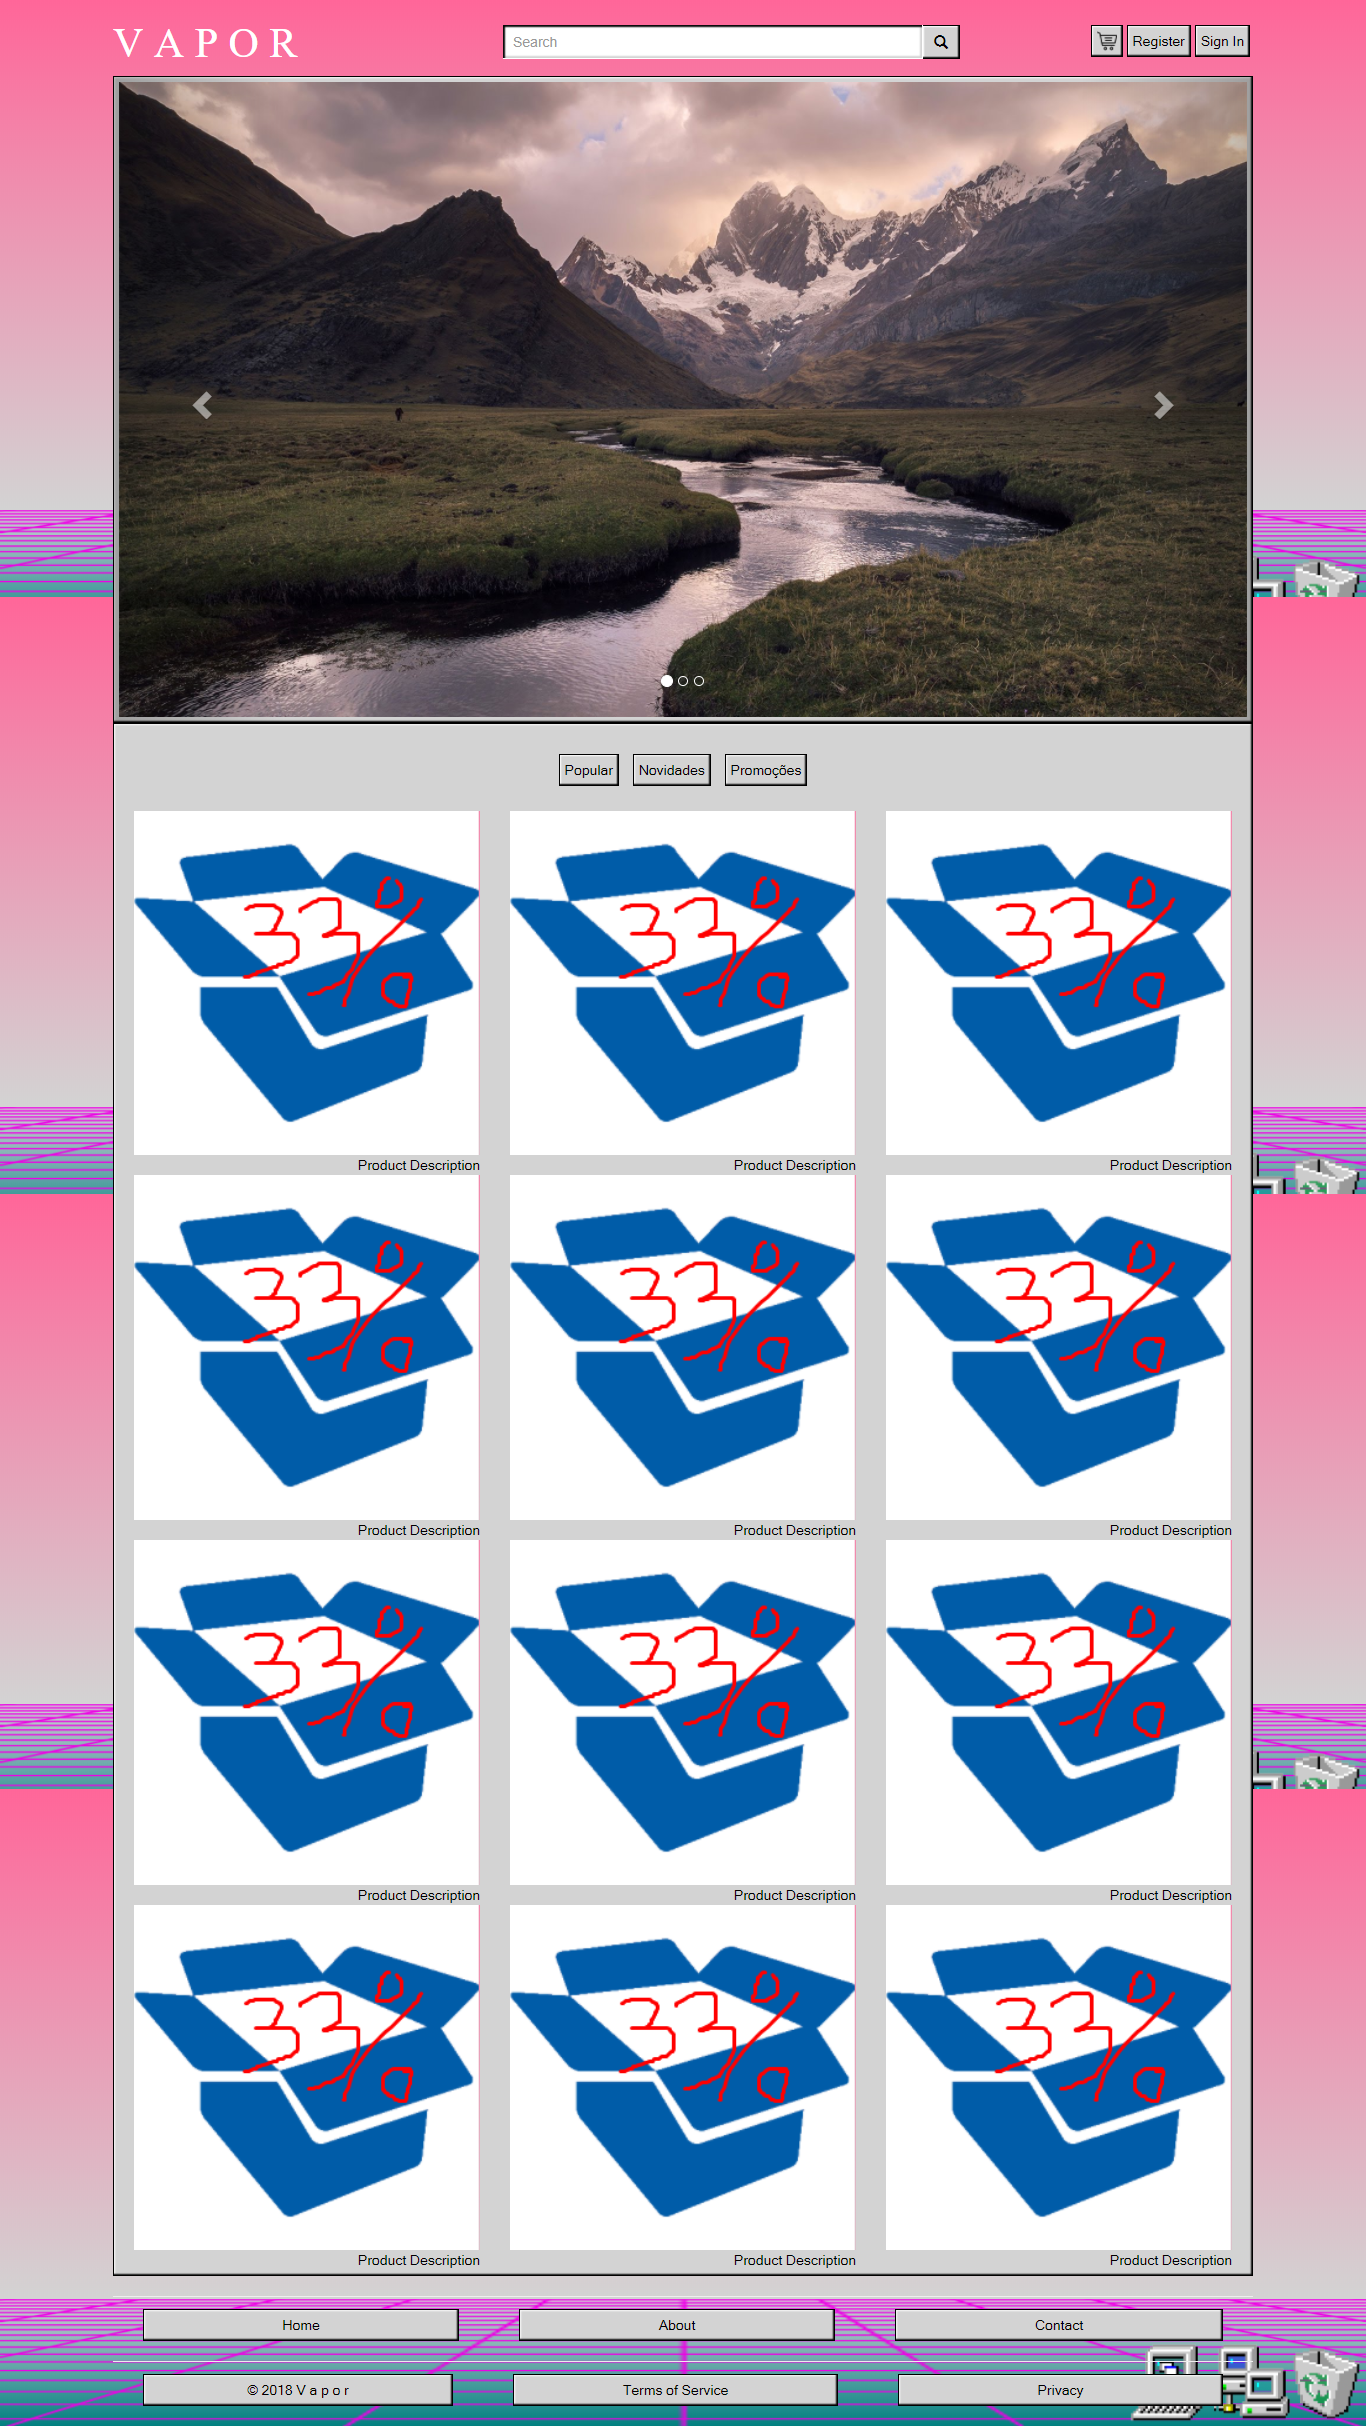 VAPOR
Search
Register
Sign In
Popular
Novidades
Promoções
33%
33%
33%
Product Description
Product Description
Product Description
33%
33%
33%
Product Description
Product Description
Product Description
33%
33%
33%
Product Description
Product Description
Product Description
33%
33%
33%
Product Description
Product Description
Product Description
Home
About
Contact
© 2018 V a p o r
Terms of Service
Privacy